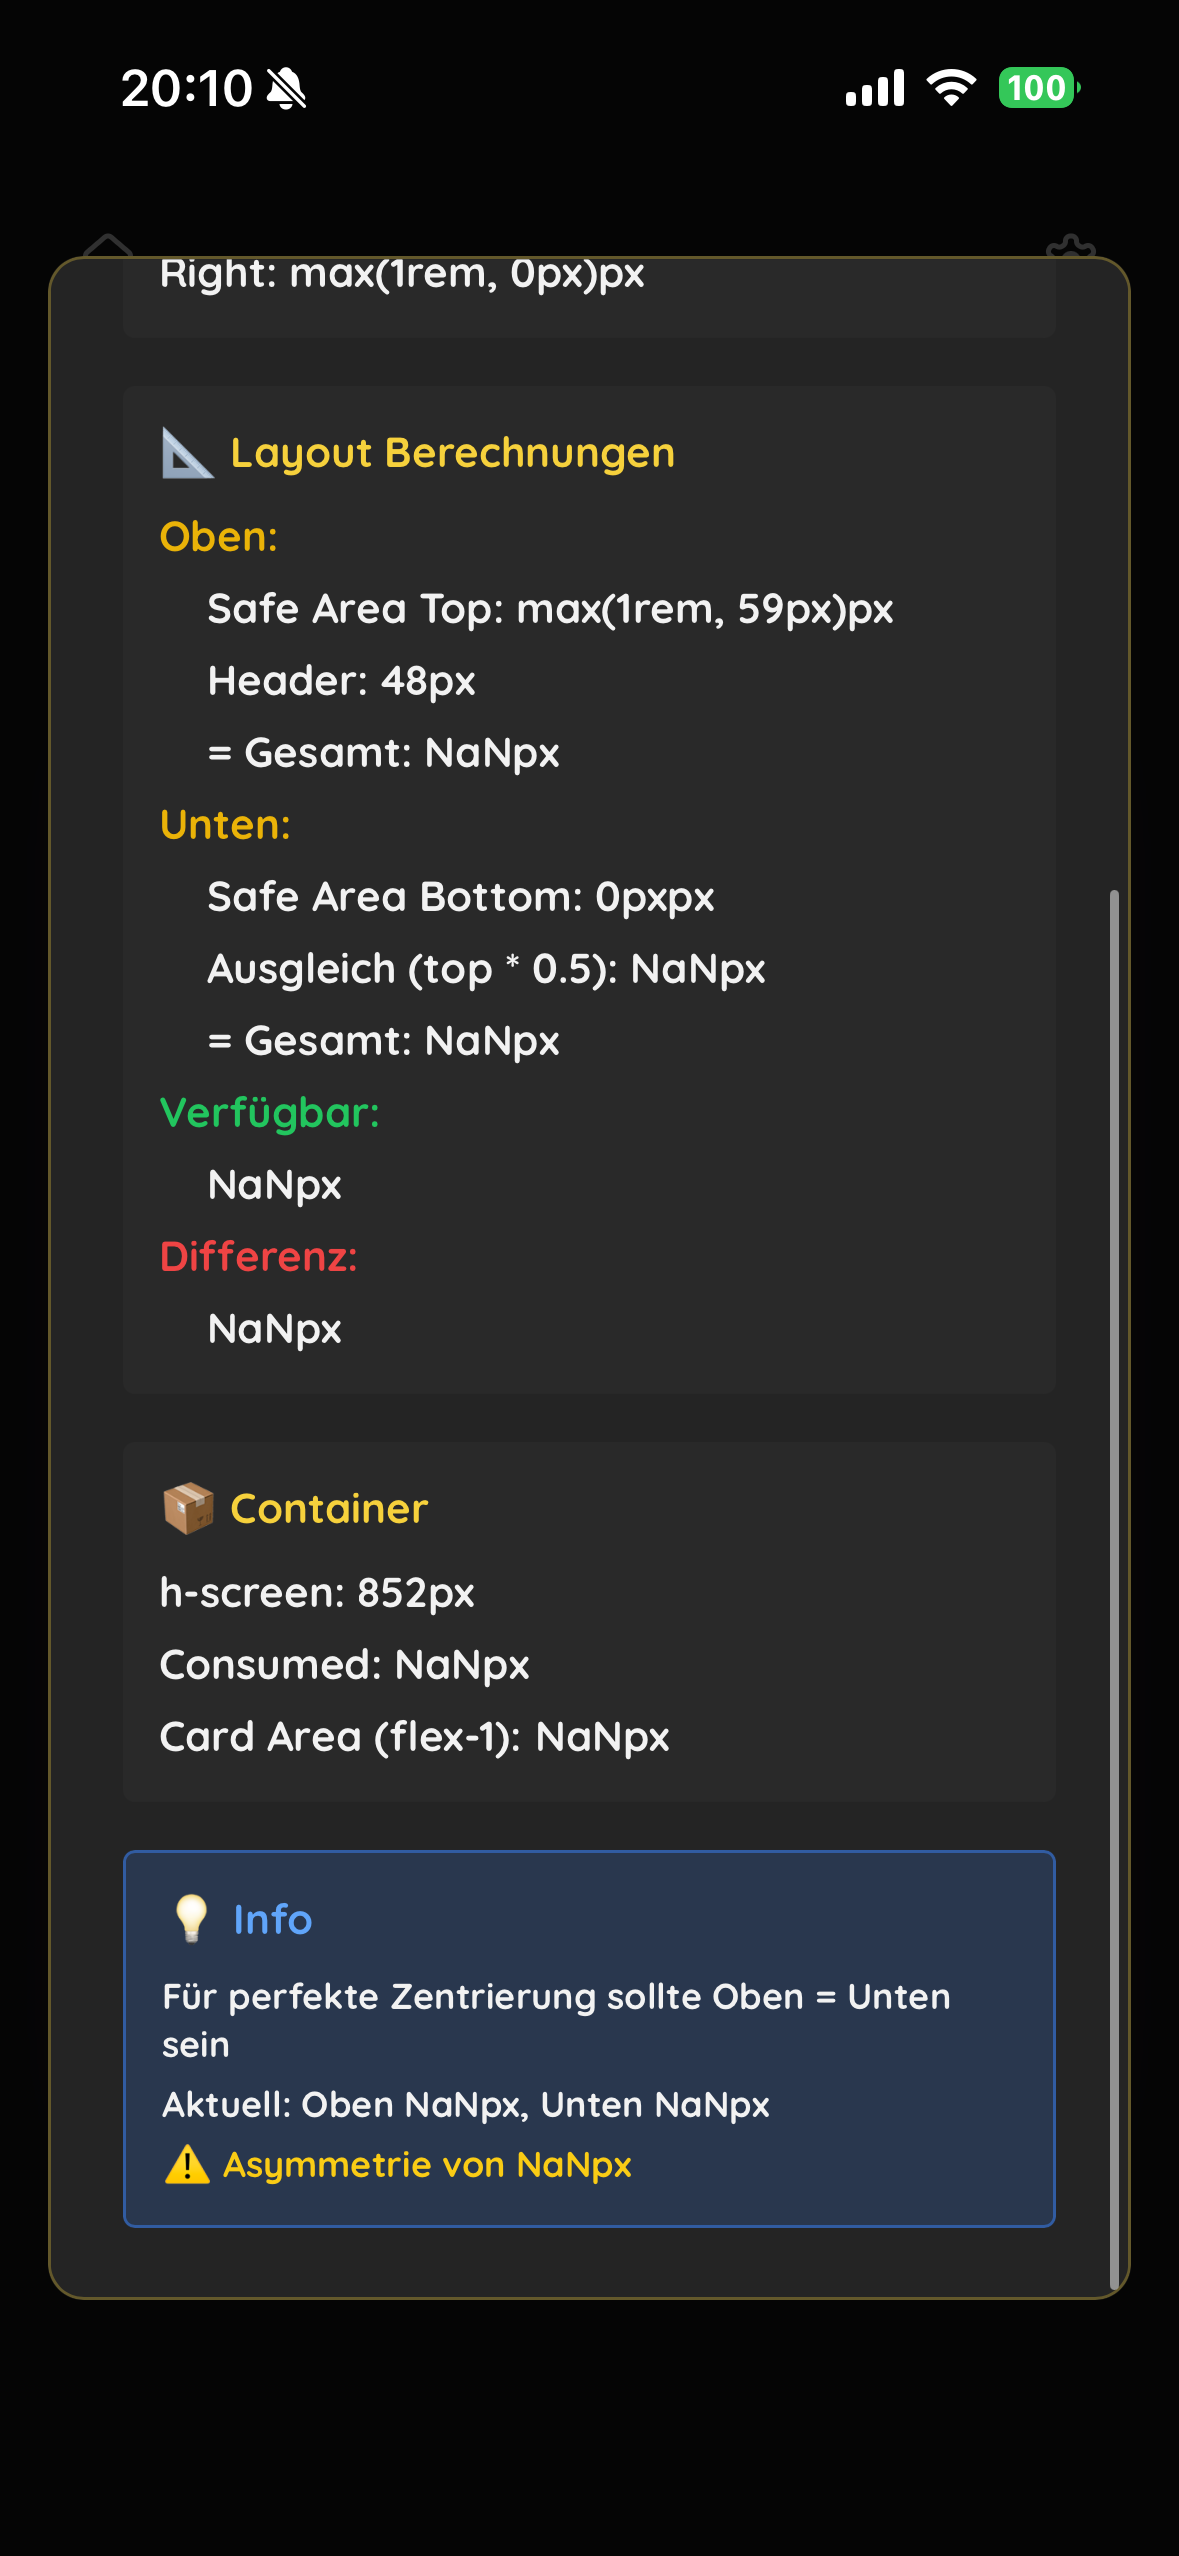 20:10
100
Right: max(1rem, 0px)px
Layout Berechnungen
Oben:
Safe Area Top: max(1rem, 59px)px
Header: 48px
= Gesamt: NaNpx
Unten:
Safe Area Bottom: 0pxpx
Ausgleich (top * 0.5): NaNpx
= Gesamt: NaNpx
Verfügbar:
NaNpx
Differenz:
NaNpx
Container
h-screen: 852px
Consumed: NaNpx
Card Area (flex-1): NaNpx
Info
Für perfekte Zentrierung sollte Oben = Unten
sein
Aktuell: Oben NaNpx, Unten NaNpx
Asymmetrie von NaNpx